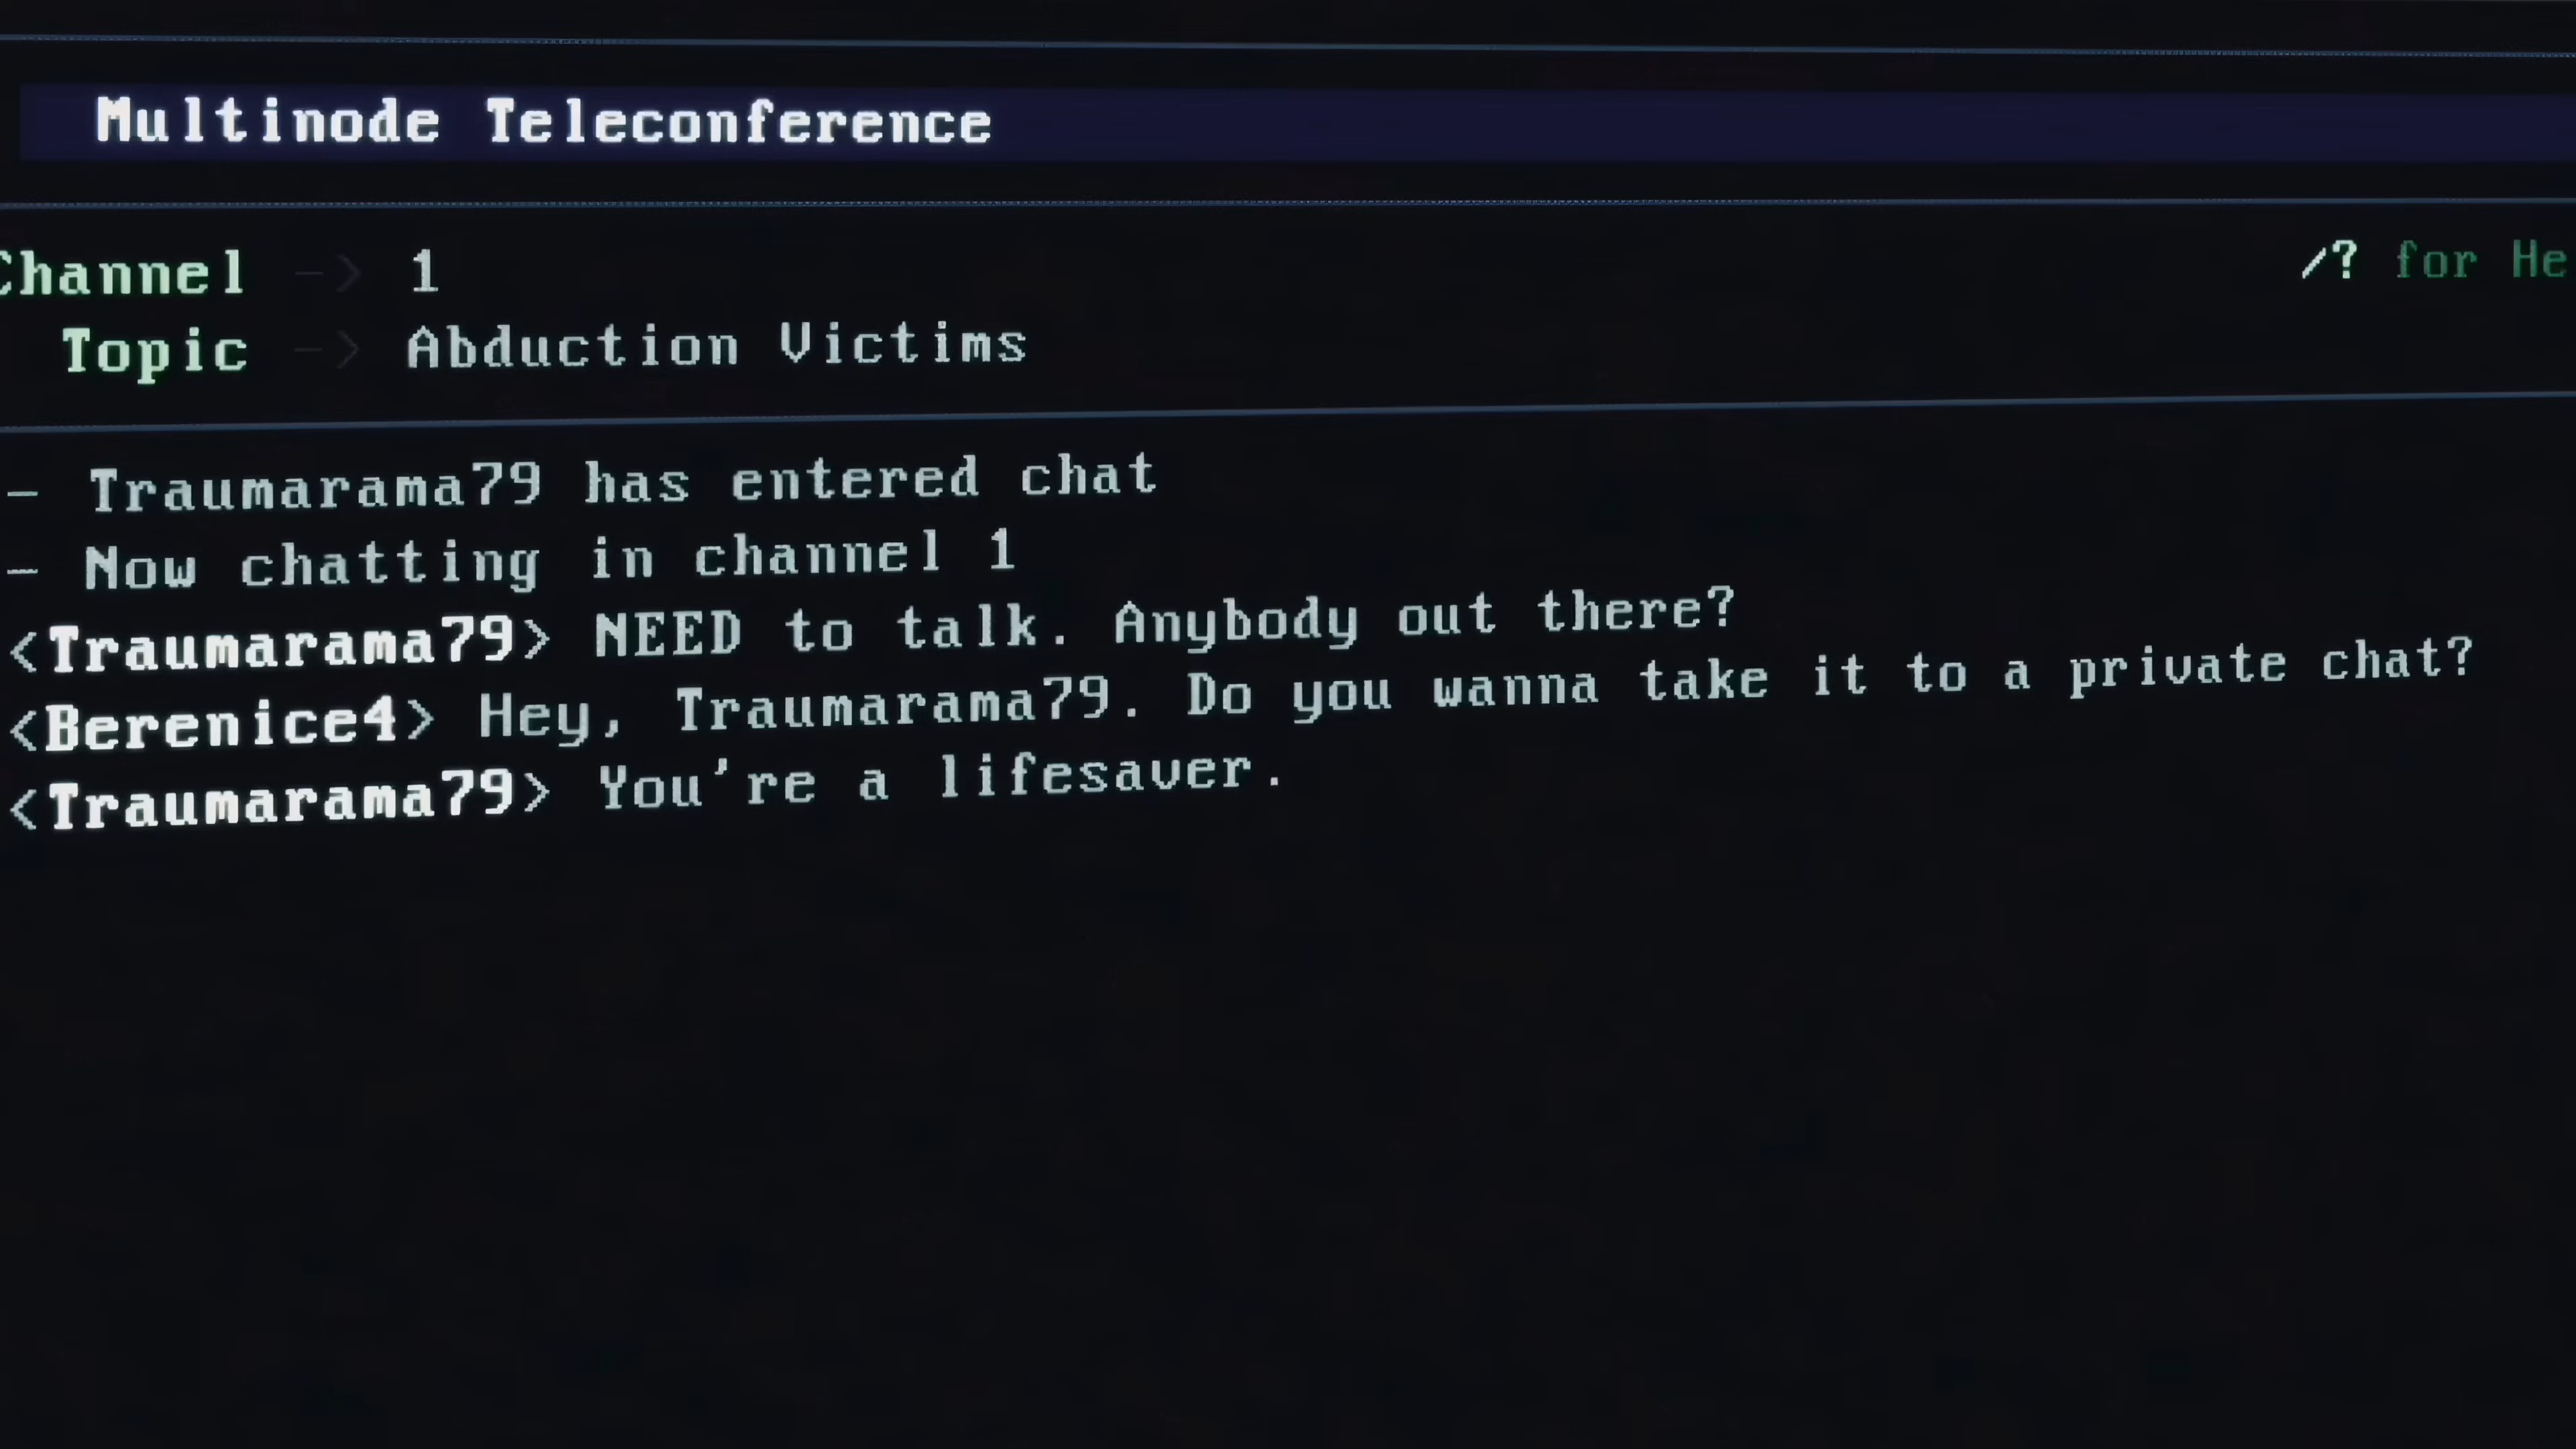 Multinode Teleconference
Channel -> 1
/? for He
Topic -> Abduction Victims
- Traumarama79 has entered chat
- Now chatting in channel 1
<Traumarama79> NEED to talk. Anybody out there?
<Berenice4> Hey, Traumarama79. Do you wanna take it to a private chat?
<Traumarama79> You're a lifesaver.